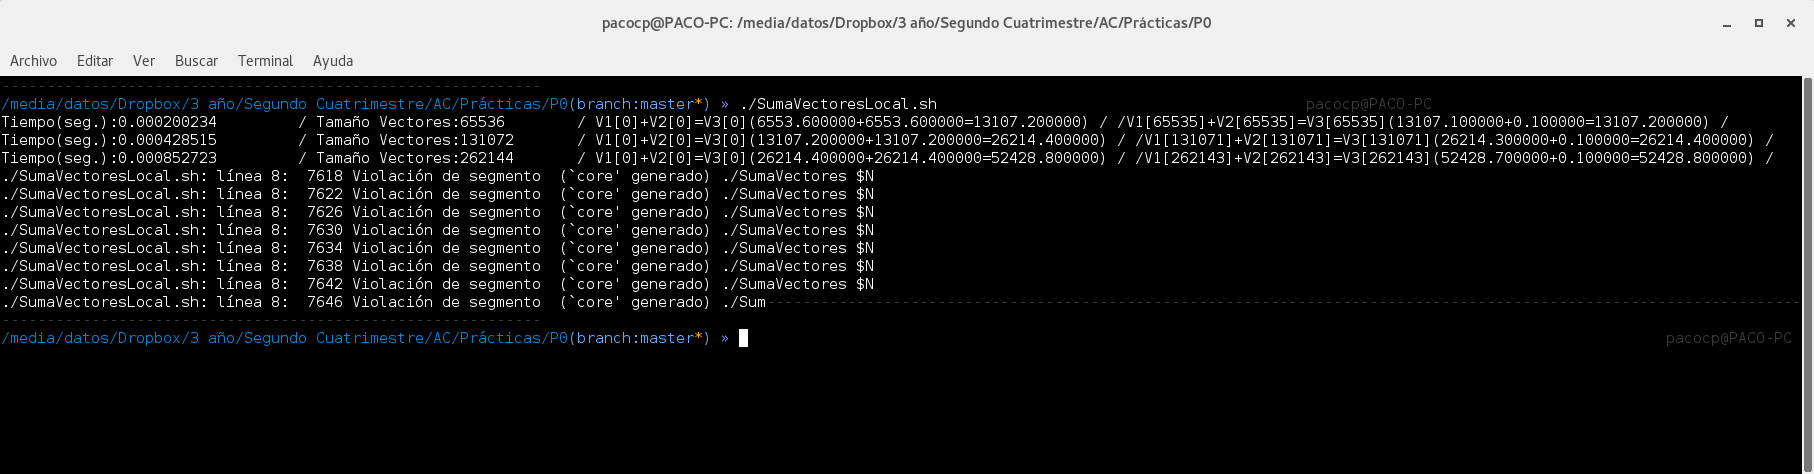 pacocp@PACO-PC: /media/datos/Dropbox/3 año/Segundo Cuatrimestre/AC/Prácticas/P0
Archivo Editar Ver Buscar Terminal Ayuda
/media/datos/Dropbox/3 año/Segundo Cuatrimestre/AC/Prácticas/P0(branch:master*) » ./SumaVectoresLocal.sh pacocp@PACO-PC
Tiempo(seg.):0.000200234 / Tamaño Vectores:65536 / V1[0]+V2[0]=V3[0](6553.600000+6553.600000=13107.200000) / /V1[65535]+V2[65535]=V3[65535](13107.100000+0.100000=13107.200000) /
Tiempo(seg.):0.000428515 / Tamaño Vectores:131072 / V1[0]+V2[0]=V3[0](13107.200000+13107.200000=26214.400000) / /V1[131071]+V2[131071]=V3[131071](26214.300000+0.100000=26214.400000) /
Tiempo(seg.):0.000852723 / Tamaño Vectores:262144 / V1[0]+V2[0]=V3[0](26214.400000+26214.400000=52428.800000) / /V1[262143]+V2[262143]=V3[262143](52428.700000+0.100000=52428.800000) /
./SumaVectoresLocal.sh: línea 8: 7618 Violación de segmento (`core' generado) ./SumaVectores $N
./SumaVectoresLocal.sh: línea 8: 7622 Violación de segmento (`core' generado) ./SumaVectores $N
./SumaVectoresLocal.sh: línea 8: 7626 Violación de segmento (`core' generado) ./SumaVectores $N
./SumaVectoresLocal.sh: línea 8: 7630 Violación de segmento (`core' generado) ./SumaVectores $N
./SumaVectoresLocal.sh: línea 8: 7634 Violación de segmento (`core' generado) ./SumaVectores $N
./SumaVectoresLocal.sh: línea 8: 7638 Violación de segmento (`core' generado) ./SumaVectores $N
./SumaVectoresLocal.sh: línea 8: 7642 Violación de segmento (`core' generado) ./SumaVectores $N
./SumaVectoresLocal.sh: línea 8: 7646 Violación de segmento (`core' generado) ./Sum
/media/datos/Dropbox/3 año/Segundo Cuatrimestre/AC/Prácticas/P0(branch:master*) » pacocp@PACO-PC